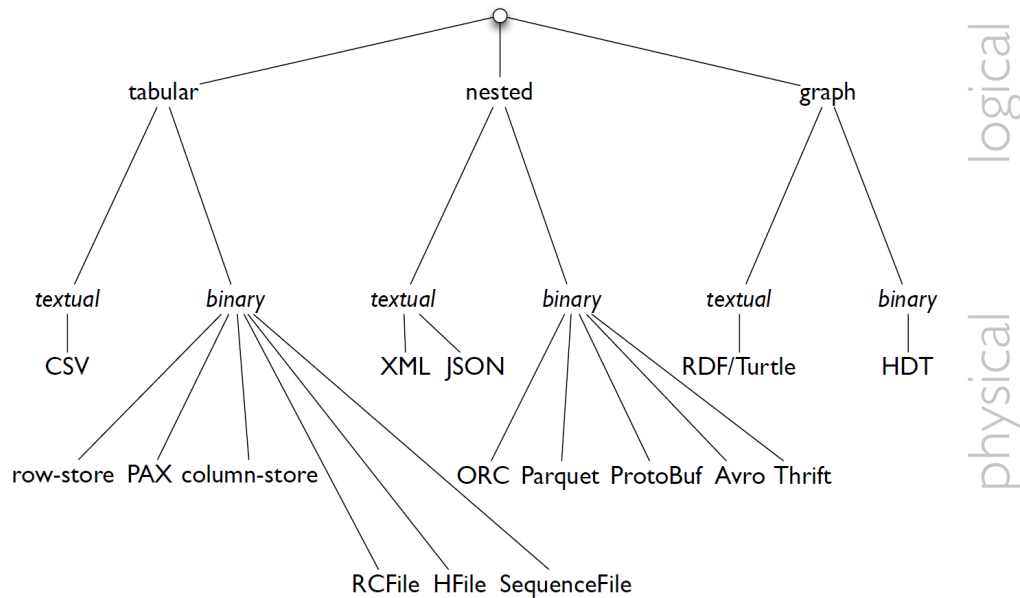 logical
tabular nested graph
textual binary textual binary textual binary
physical
CSV XML JSON RDF/Turtle HDT
row-store PAX column-store ORC Parquet ProtoBuf Avro Thrift
RCFile HFile SequenceFile